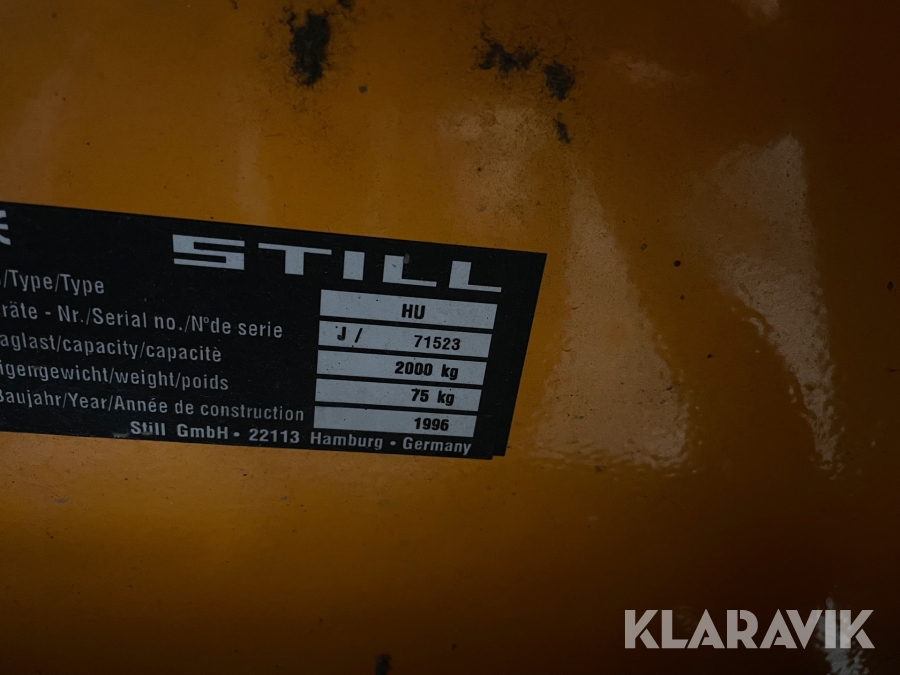 STILL
/Type/Type
HU
räte - Nr./Serial no./Nºde serie
J / 71523
aglast/capacity/capacitè
2000 kg
igengewicht/weight/poids
75 kg
Baujahr/Year/Année de construction
1996
Still GmbH • 22113 Hamburg • Germany
KLARAVIK